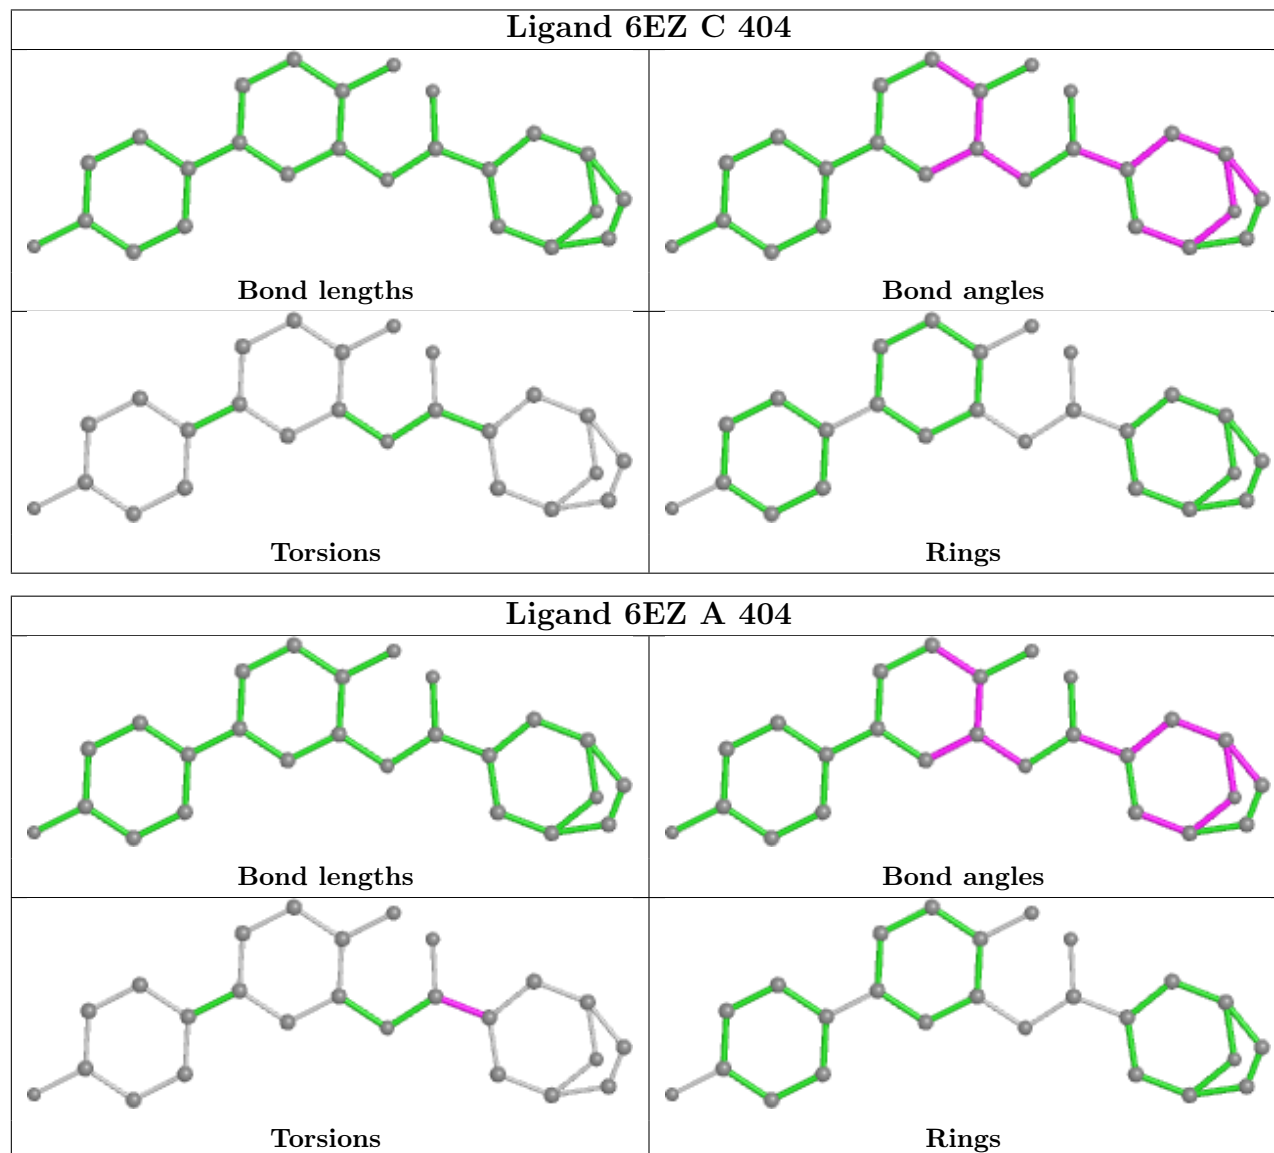 Ligand 6EZ C 404
Bond lengths
Bond angles
Torsions
Rings
Ligand 6EZ A 404
Bond lengths
Bond angles
Torsions
Rings